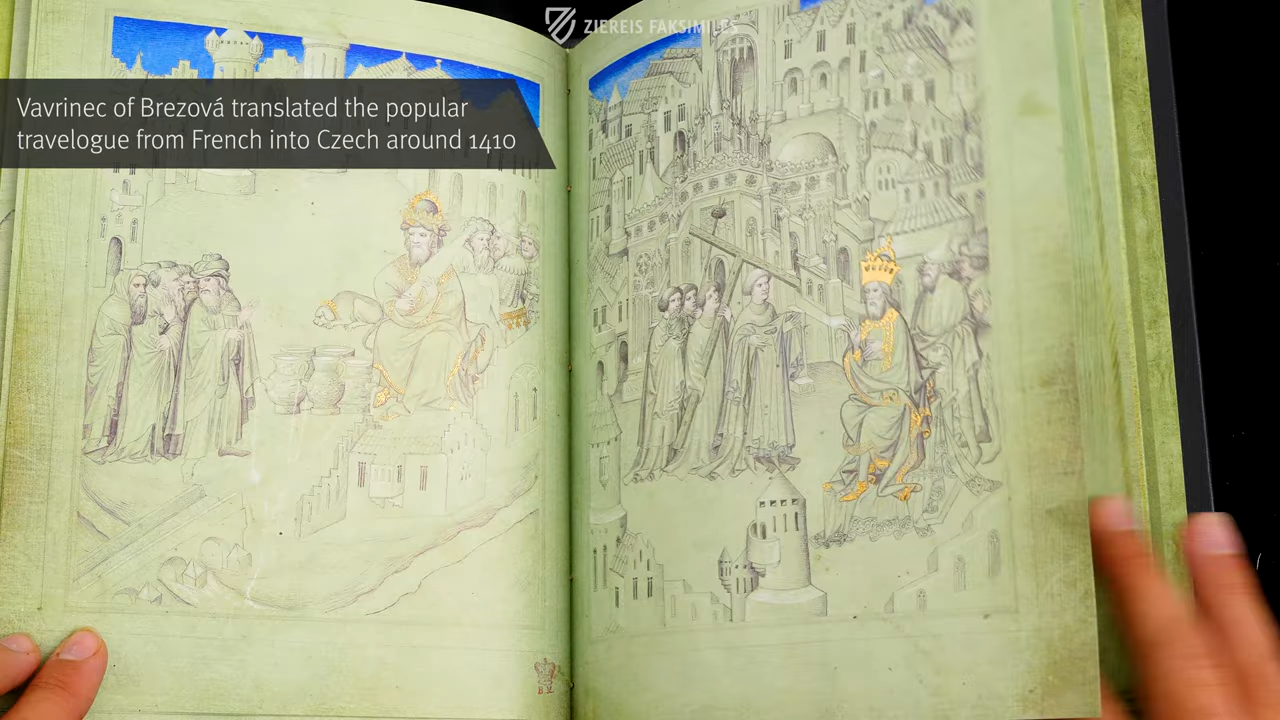 ZIEREIS FAKSIMILES
Vavrinec of Brezová translated the popular
travelogue from French into Czech around 1410